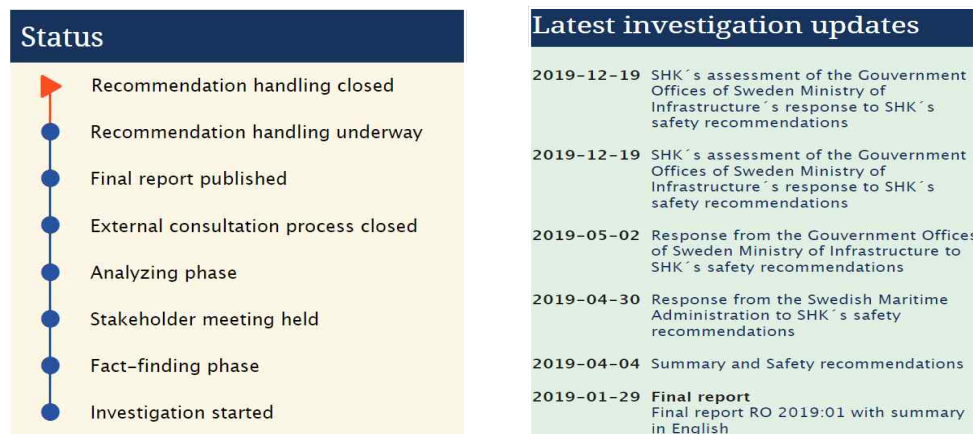 Status
Recommendation handling closed
Recommendation handling underway
Final report published
External consultation process closed
Analyzing phase
Stakeholder meeting held
Fact-finding phase
Investigation started
Latest investigation updates
2019-12-19 SHK´s assessment of the Gouvernment
Offices of Sweden Ministry of
Infrastructure´s response to SHK´s
safety recommendations
2019-12-19 SHK´s assessment of the Gouvernment
Offices of Sweden Ministry of
Infrastructure´s response to SHK´s
safety recommendations
2019-05-02 Response from the Gouvernment Offices
of Sweden Ministry of Infrastructure to
SHK´s safety recommendations
2019-04-30 Response from the Swedish Maritime
Administration to SHK´s safety
recommendations
2019-04-04 Summary and Safety recommendations
2019-01-29 Final report
Final report RO 2019:01 with summary
in English